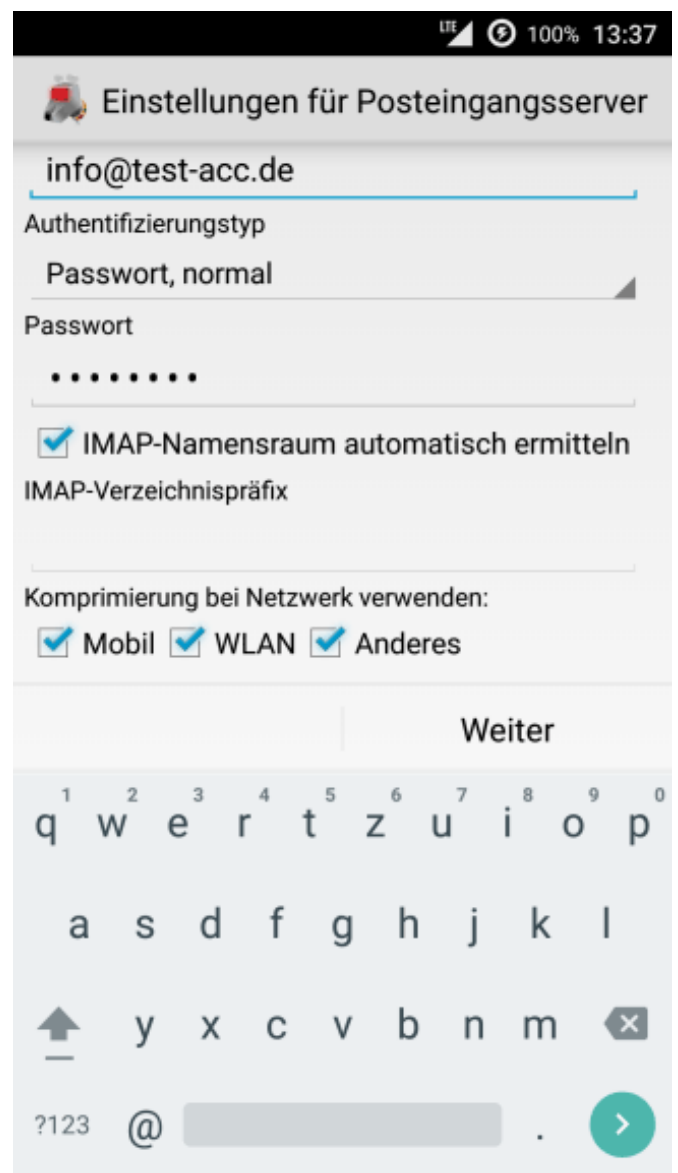 LTE 100% 13:37
Einstellungen für Posteingangsserver
info@test-acc.de
Authentifizierungstyp
Passwort, normal
Passwort
••••••••
IMAP-Namensraum automatisch ermitteln
IMAP-Verzeichnispräfix
Komprimierung bei Netzwerk verwenden:
Mobil WLAN Anderes
Weiter
1 2 3 4 5 6 7 8 9 0
q w e r t z u i o p
a s d f g h j k l
y x c v b n m
?123 @ .